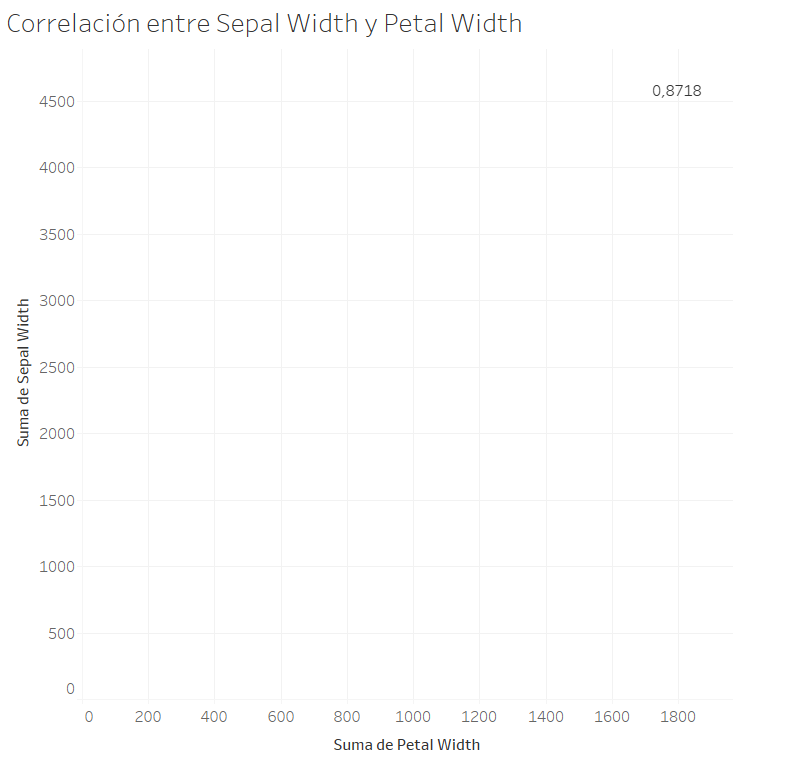 Correlación entre Sepal Width y Petal Width
0,8718
4500
4000
3500
3000
2500
2000
1500
1000
500
0
Suma de Sepal Width
0 200 400 600 800 1000 1200 1400 1600 1800
Suma de Petal Width